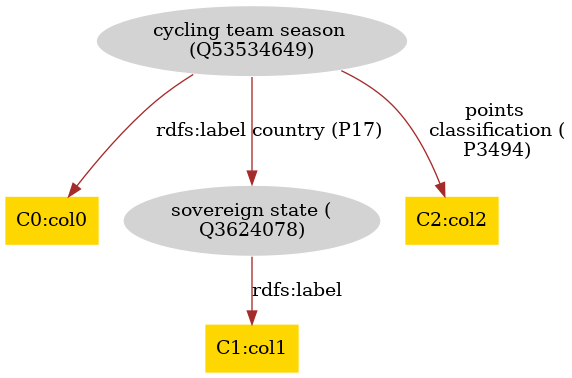 cycling team season
(Q53534649)
points
classification (
P3494)
rdfs:label
country (P17)
C0:col0
sovereign state (
Q3624078)
C2:col2
rdfs:label
C1:col1